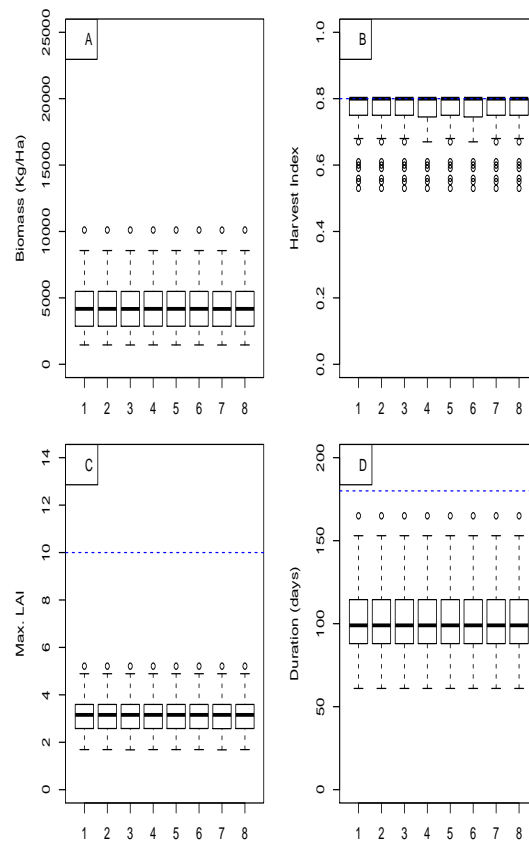 A
Biomass (Kg/Ha)
0 5000 10000 15000 20000 25000
1 2 3 4 5 6 7 8
B
Harvest Index
0.0 0.2 0.4 0.6 0.8 1.0
1 2 3 4 5 6 7 8
C
Max. LAI
0 2 4 6 8 10 12 14
1 2 3 4 5 6 7 8
D
Duration (days)
0 50 100 150 200
1 2 3 4 5 6 7 8